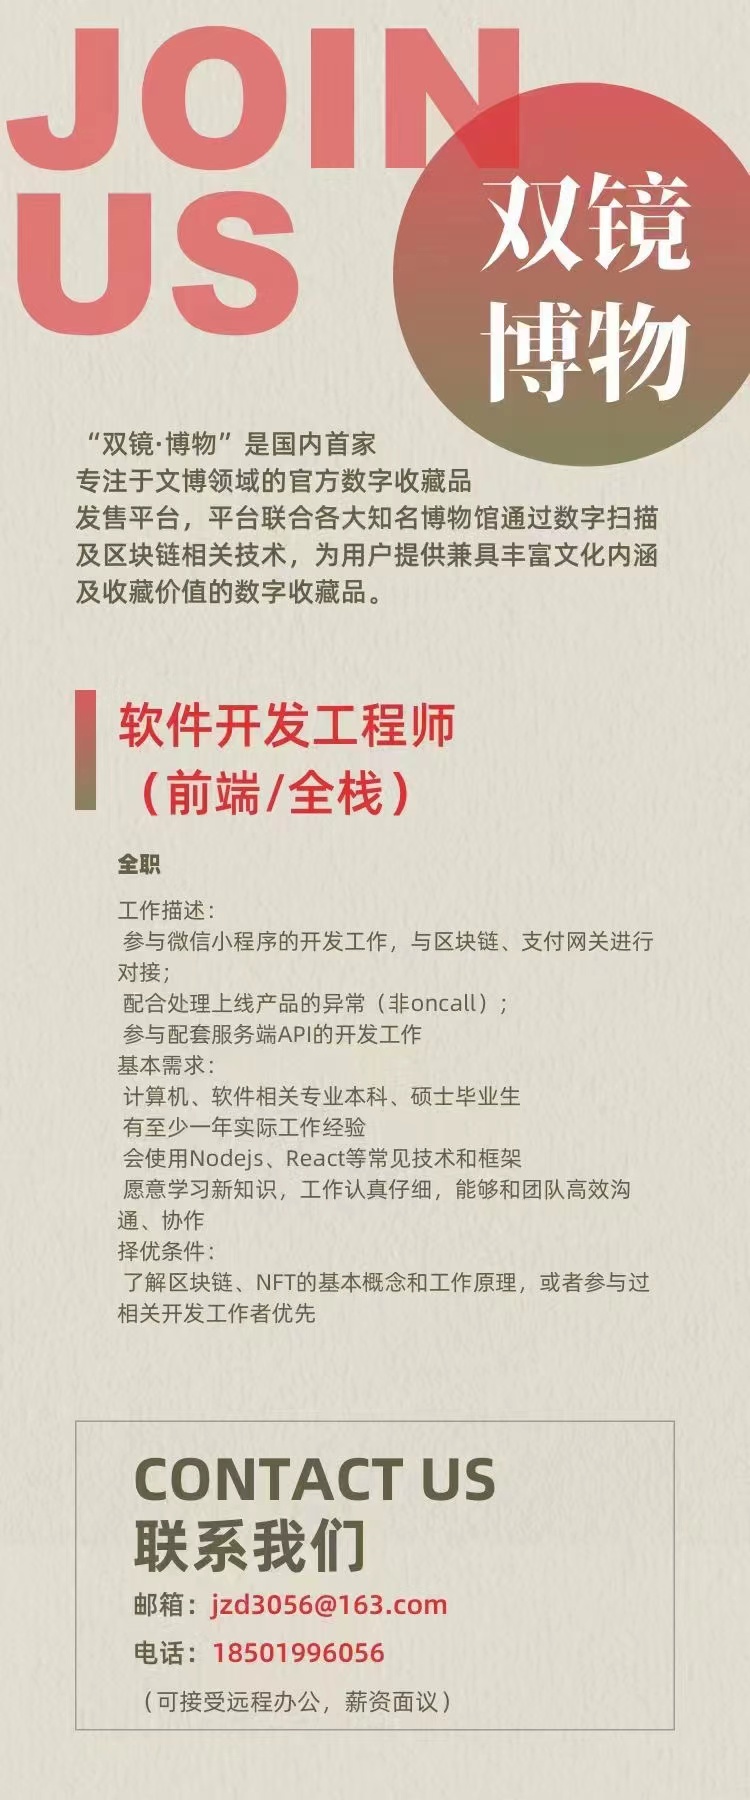 JOIN
US
双镜
博物
“双镜·博物”是国内首家
专注于文博领域的官方数字收藏品
发售平台，平台联合各大知名博物馆通过数字扫描
及区块链相关技术，为用户提供兼具丰富文化内涵
及收藏价值的数字收藏品。
软件开发工程师
（前端/全栈）
全职
工作描述：
参与微信小程序的开发工作，与区块链、支付网关进行
对接；
配合处理上线产品的异常（非oncall）；
参与配套服务端API的开发工作
基本需求：
计算机、软件相关专业本科、硕士毕业生
有至少一年实际工作经验
会使用Nodejs、React等常见技术和框架
愿意学习新知识，工作认真仔细，能够和团队高效沟
通、协作
择优条件：
了解区块链、NFT的基本概念和工作原理，或者参与过
相关开发工作者优先
CONTACT US
联系我们
邮箱：jzd3056@163.com
电话：18501996056
（可接受远程办公，薪资面议）